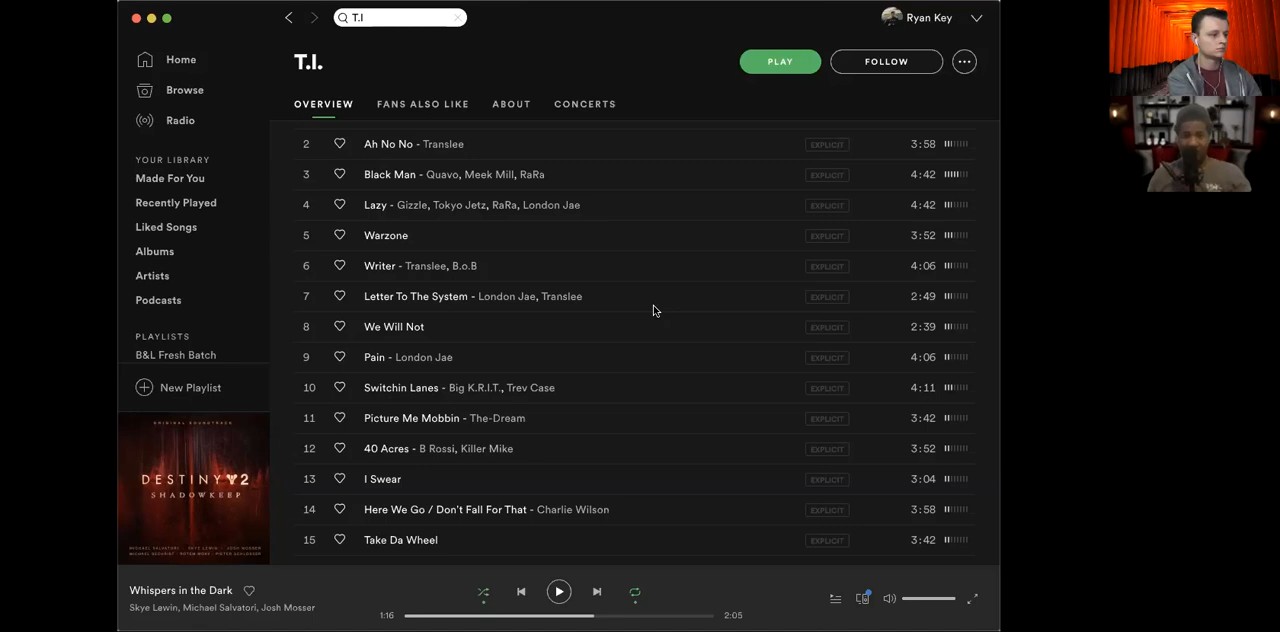 T.I
Ryan Key
Home
Browse
Radio
YOUR LIBRARY
Made For You
Recently Played
Liked Songs
Albums
Artists
Podcasts
PLAYLISTS
B&L Fresh Batch
New Playlist
ORIGINAL SOUNDTRACK
DESTINY 2
SHADOWKEEP
T.I.
PLAY
FOLLOW
OVERVIEW FANS ALSO LIKE ABOUT CONCERTS
2 Ah No No - Translee EXPLICIT 3:58
3 Black Man - Quavo, Meek Mill, RaRa EXPLICIT 4:42
4 Lazy - Gizzle, Tokyo Jetz, RaRa, London Jae EXPLICIT 4:42
5 Warzone EXPLICIT 3:52
6 Writer - Translee, B.o.B EXPLICIT 4:06
7 Letter To The System - London Jae, Translee EXPLICIT 2:49
8 We Will Not EXPLICIT 2:39
9 Pain - London Jae EXPLICIT 4:06
10 Switchin Lanes - Big K.R.I.T., Trev Case EXPLICIT 4:11
11 Picture Me Mobbin - The-Dream EXPLICIT 3:42
12 40 Acres - B Rossi, Killer Mike EXPLICIT 3:52
13 I Swear EXPLICIT 3:04
14 Here We Go / Don't Fall For That - Charlie Wilson EXPLICIT 3:58
15 Take Da Wheel EXPLICIT 3:42
Whispers in the Dark
Skye Lewin, Michael Salvatori, Josh Mosser
1:16 2:05